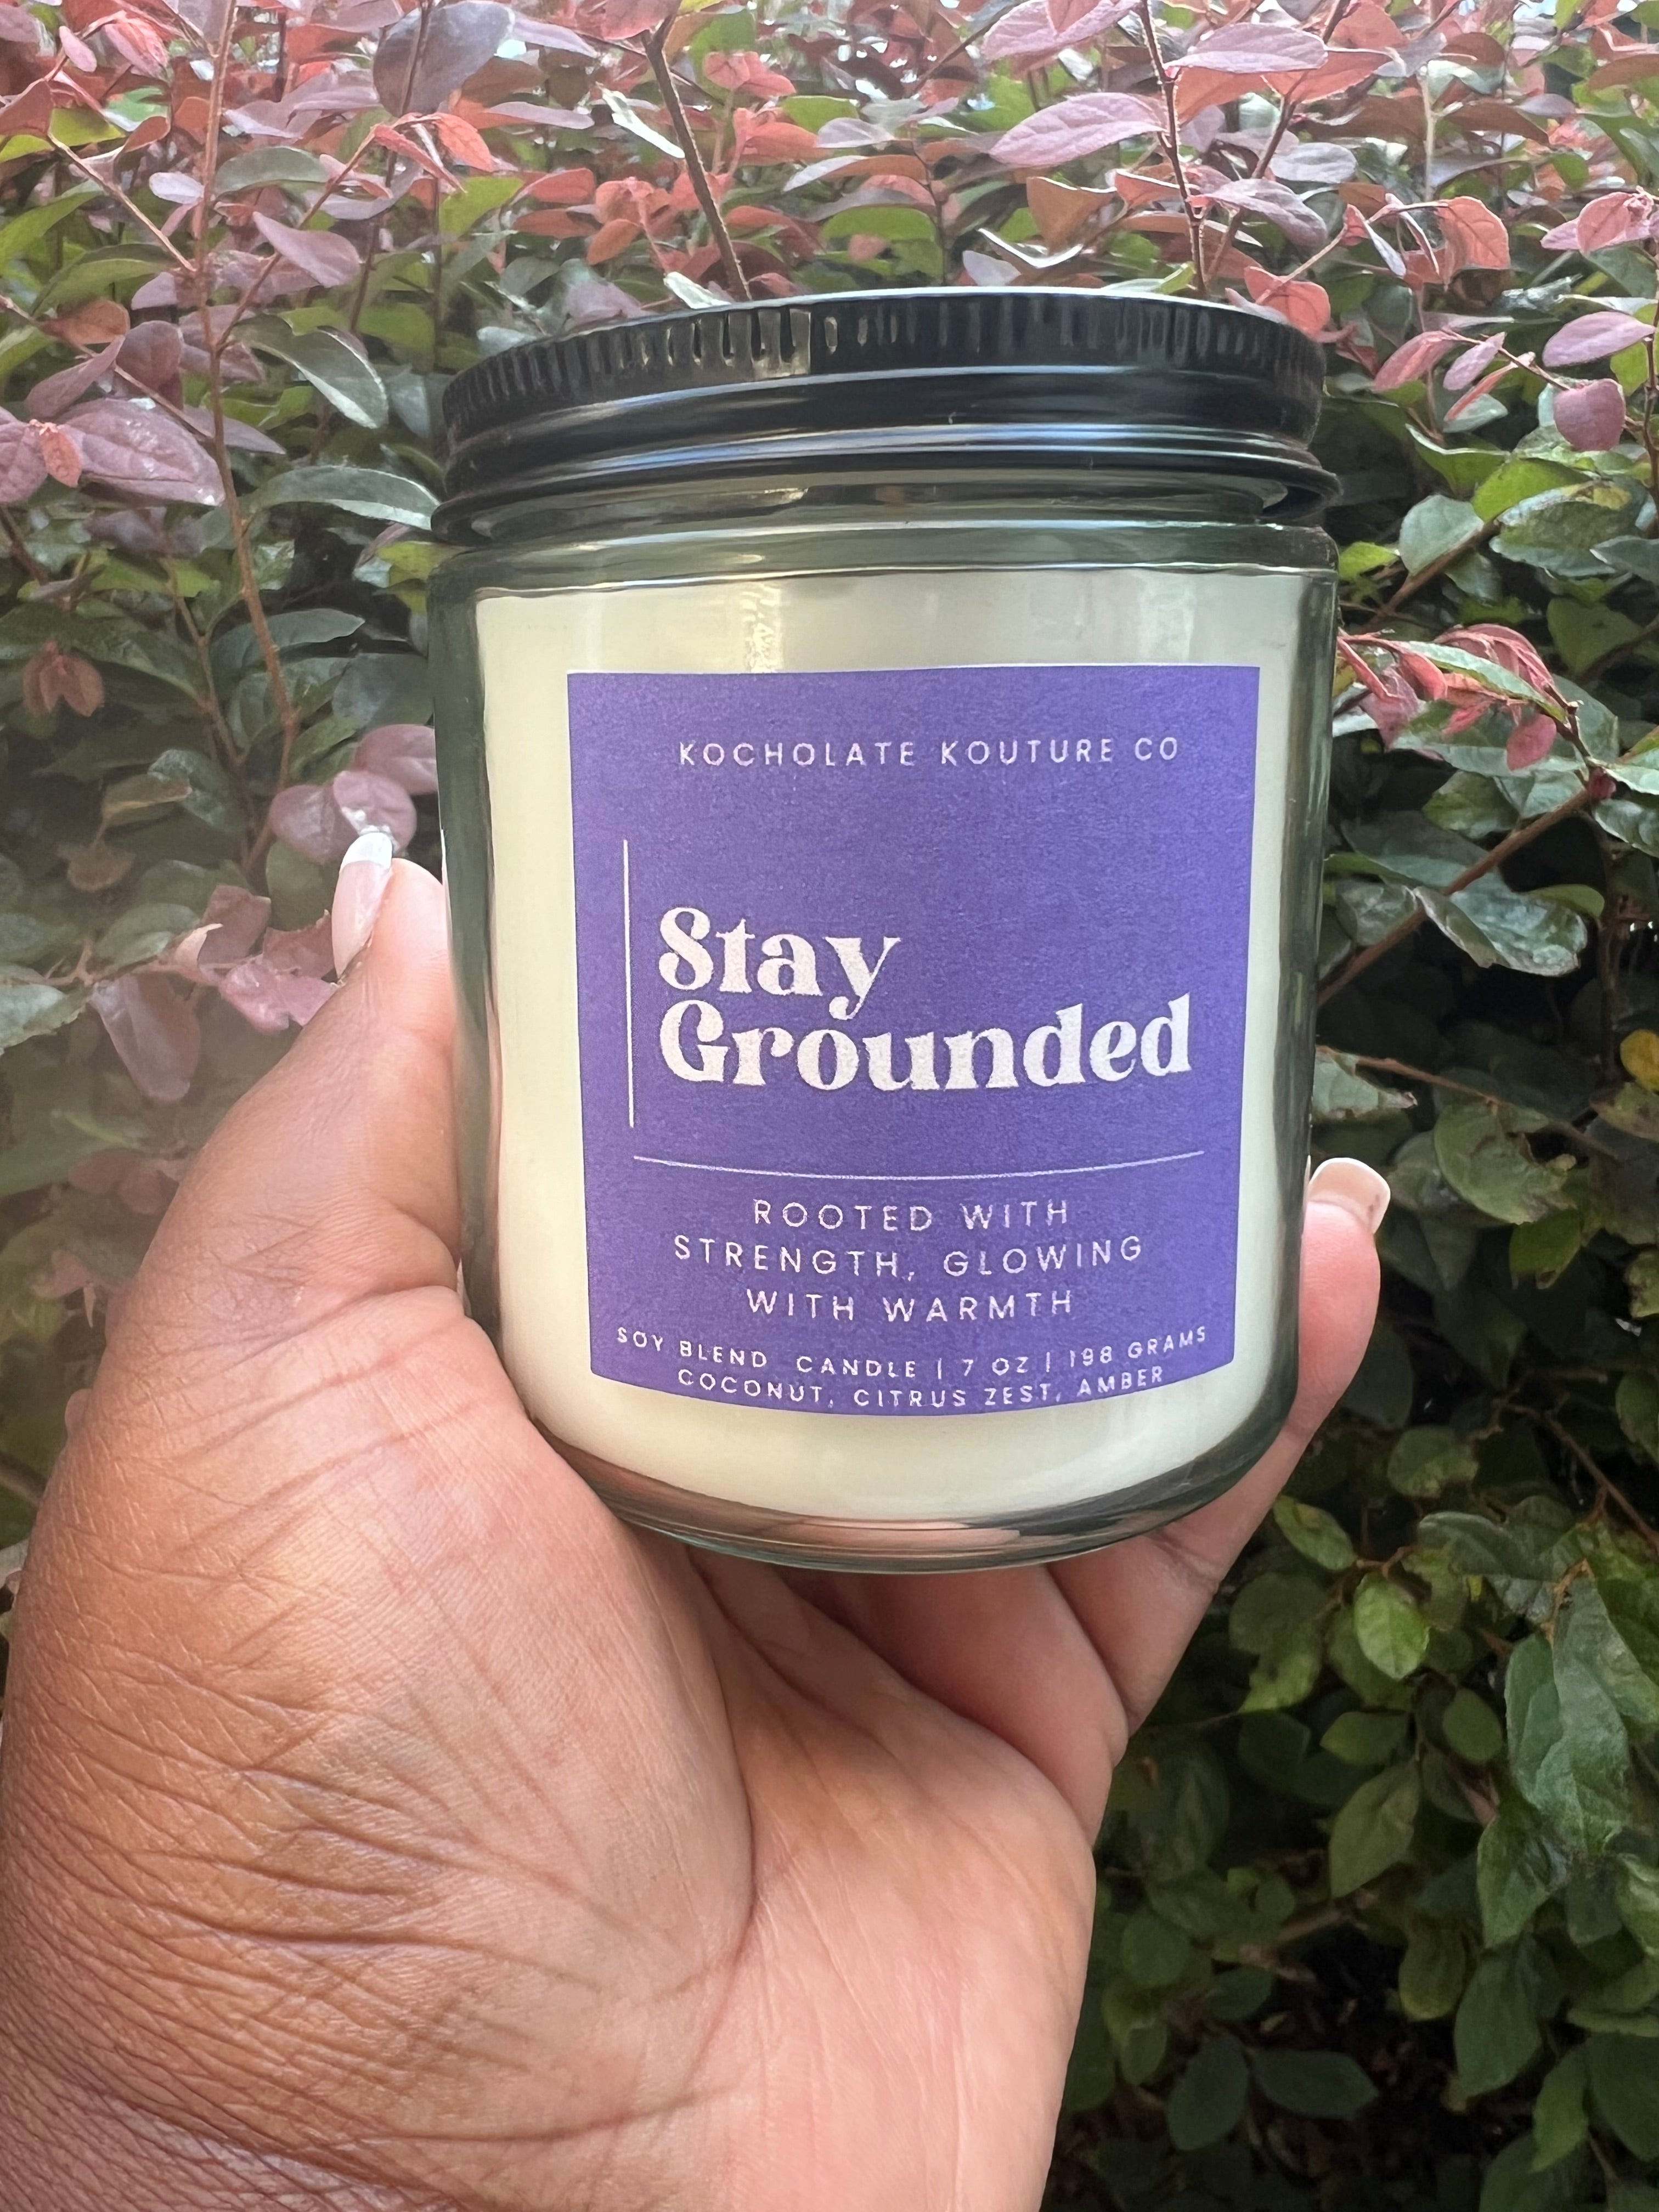 KOCHOLATE KOUTURE CO
Stay
Grounded
ROOTED WITH
STRENGTH, GLOWING
WITH WARMTH
SOY BLEND CANDLE | 7 OZ | 198 GRAMS
COCONUT, CITRUS ZEST, AMBER